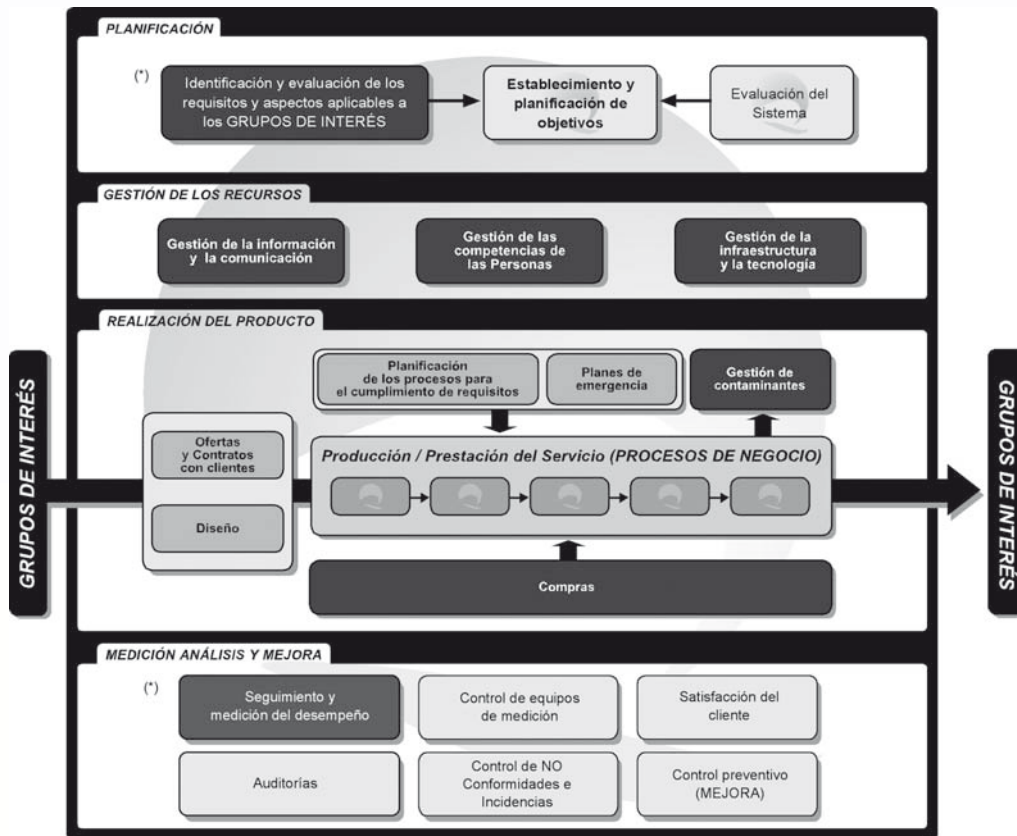 PLANIFICACIÓN
(*)
Identificación y evaluación de los
requisitos y aspectos aplicables a
los GRUPOS DE INTERÉS
Establecimiento y
planificación de
objetivos
Evaluación del
Sistema
GESTIÓN DE LOS RECURSOS
Gestión de la información
y la comunicación
Gestión de las
competencias de
las Personas
Gestión de la
infraestructura
y la tecnología
REALIZACIÓN DEL PRODUCTO
GRUPOS DE INTERÉS
Planificación
de los procesos para
el cumplimiento de requisitos
Planes de
emergencia
Gestión de
contaminantes
Ofertas
y Contratos
con clientes
Diseño
Producción / Prestación del Servicio (PROCESOS DE NEGOCIO)
Compras
GRUPOS DE INTERÉS
MEDICIÓN ANÁLISIS Y MEJORA
(*)
Seguimiento y
medición del desempeño
Control de equipos
de medición
Satisfacción del
cliente
Auditorías
Control de NO
Conformidades e
Incidencias
Control preventivo
(MEJORA)